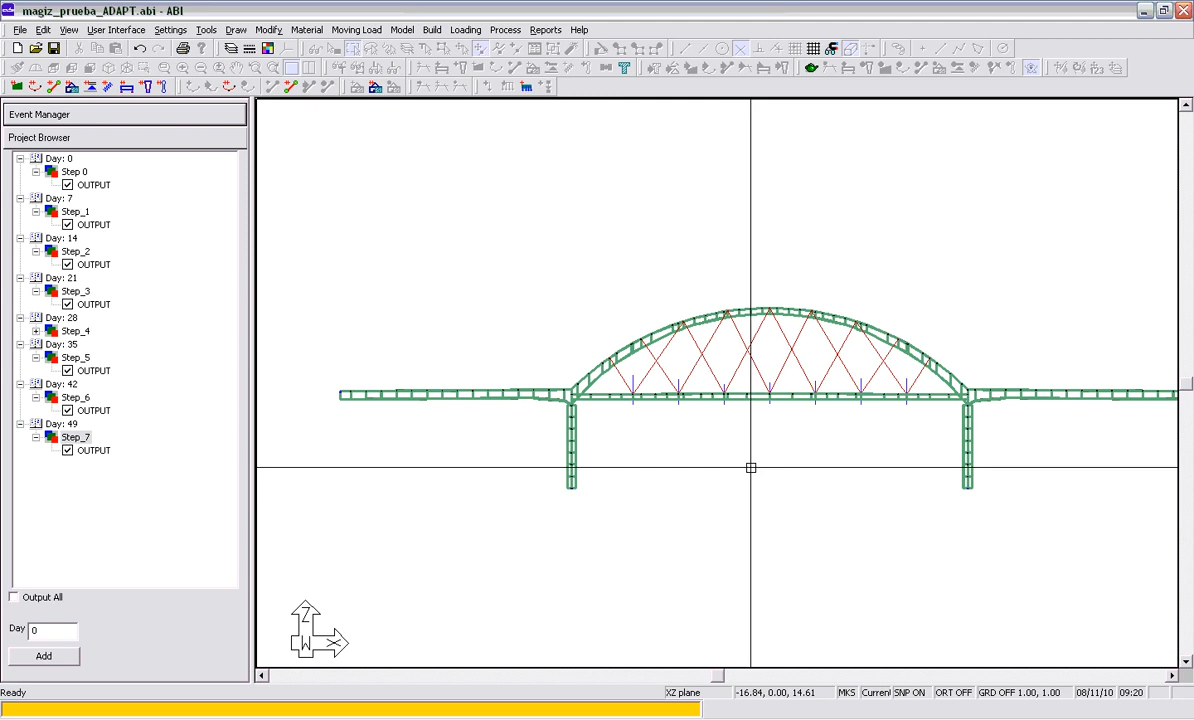 magiz_prueba_ADAPT.abi - ABI
File Edit View User Interface Settings Tools Draw Modify Material Moving Load Model Build Loading Process Reports Help
Event Manager
Project Browser
Day: 0
Step 0
OUTPUT
Day: 7
Step_1
OUTPUT
Day: 14
Step_2
OUTPUT
Day: 21
Step_3
OUTPUT
Day: 28
Step_4
Day: 35
Step_5
OUTPUT
Day: 42
Step_6
OUTPUT
Day: 49
Step_7
OUTPUT
Output All
Day 0
Add
Z
W X
Ready XZ plane -16.84, 0.00, 14.61 MKS Current SNP ON ORT OFF GRD OFF 1.00, 1.00 08/11/10 09:20